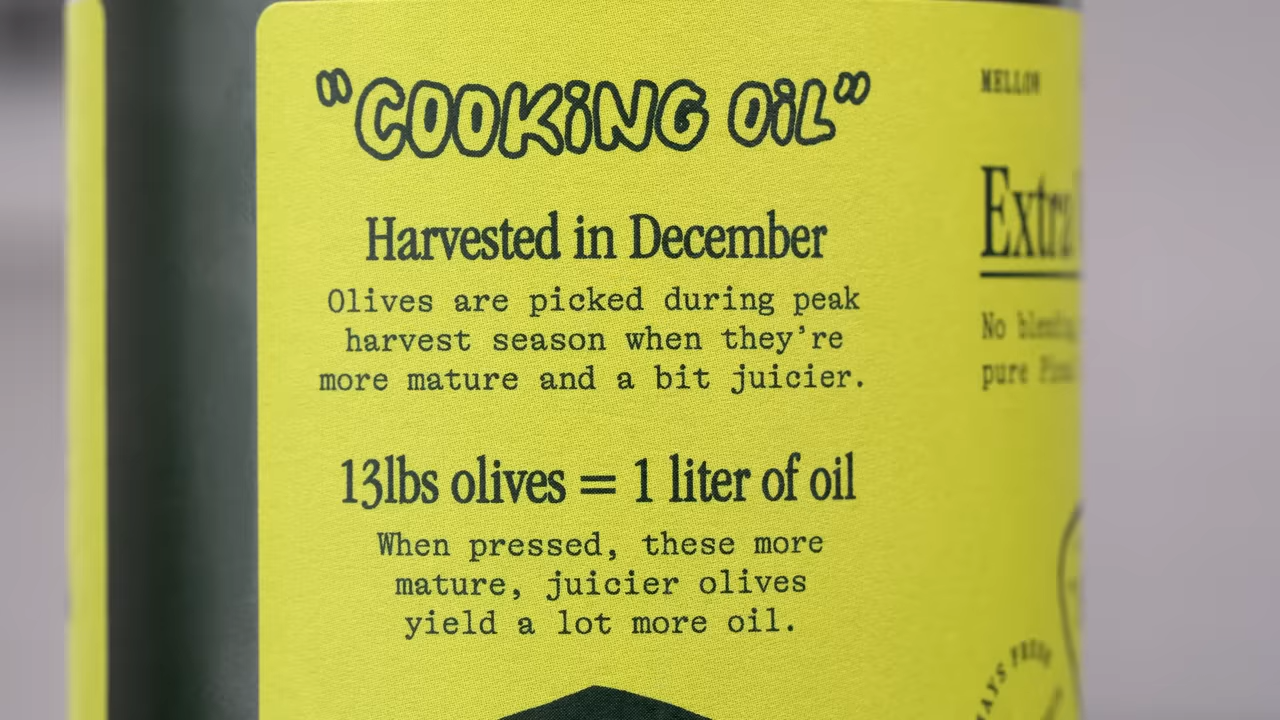 "COOKiNG OiL"
Harvested in December
Olives are picked during peak
harvest season when they're
more mature and a bit juicier.
13lbs olives = 1 liter of oil
When pressed, these more
mature, juicier olives
yield a lot more oil.
MELLOW
Extra
No
pure
FRESH